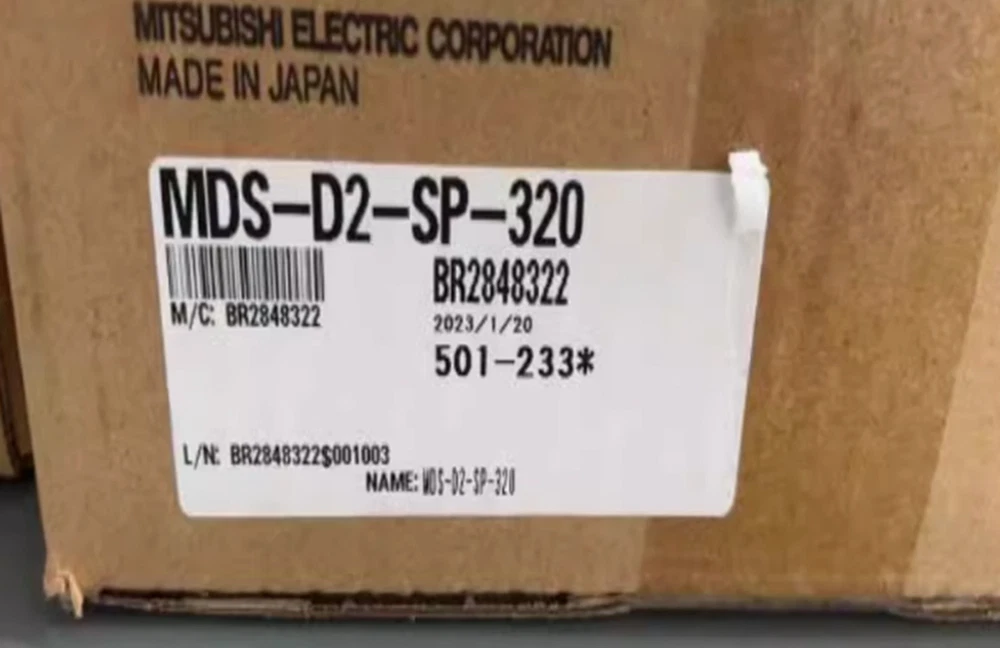 MITSUBISHI ELECTRIC CORPORATION
MADE IN JAPAN
MDS-D2-SP-320
BR2848322
M/C: BR2848322
2023/1/20
501-233*
L/N: BR2848322$001003
NAME: MDS-D2-SP-320